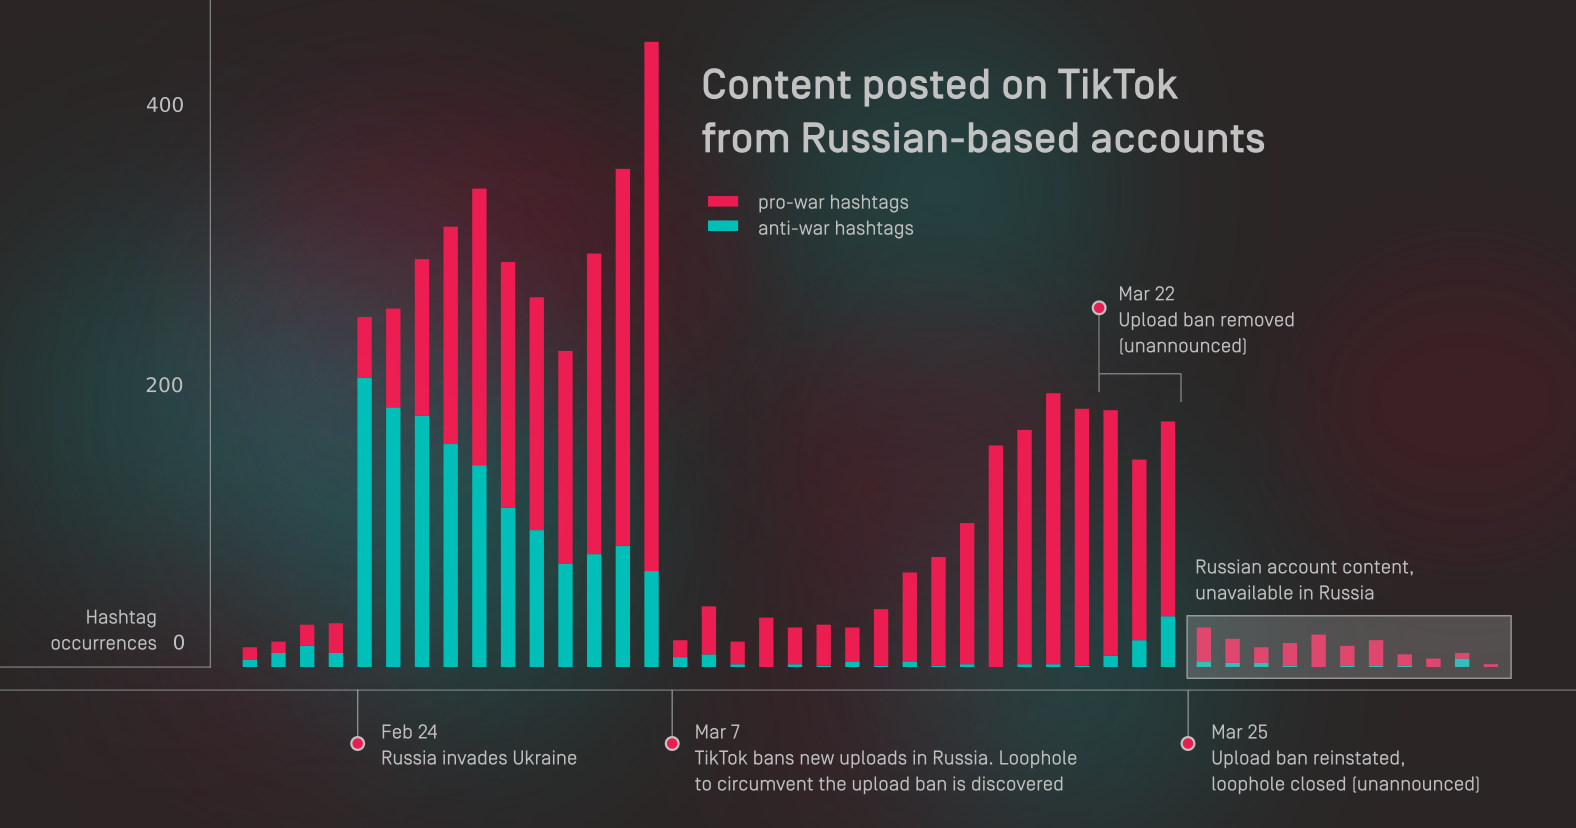 Content posted on TikTok
from Russian-based accounts
pro-war hashtags
anti-war hashtags
400
200
Hashtag
occurrences 0
Mar 22
Upload ban removed
(unannounced)
Russian account content,
unavailable in Russia
Feb 24
Russia invades Ukraine
Mar 7
TikTok bans new uploads in Russia. Loophole
to circumvent the upload ban is discovered
Mar 25
Upload ban reinstated,
loophole closed (unannounced)